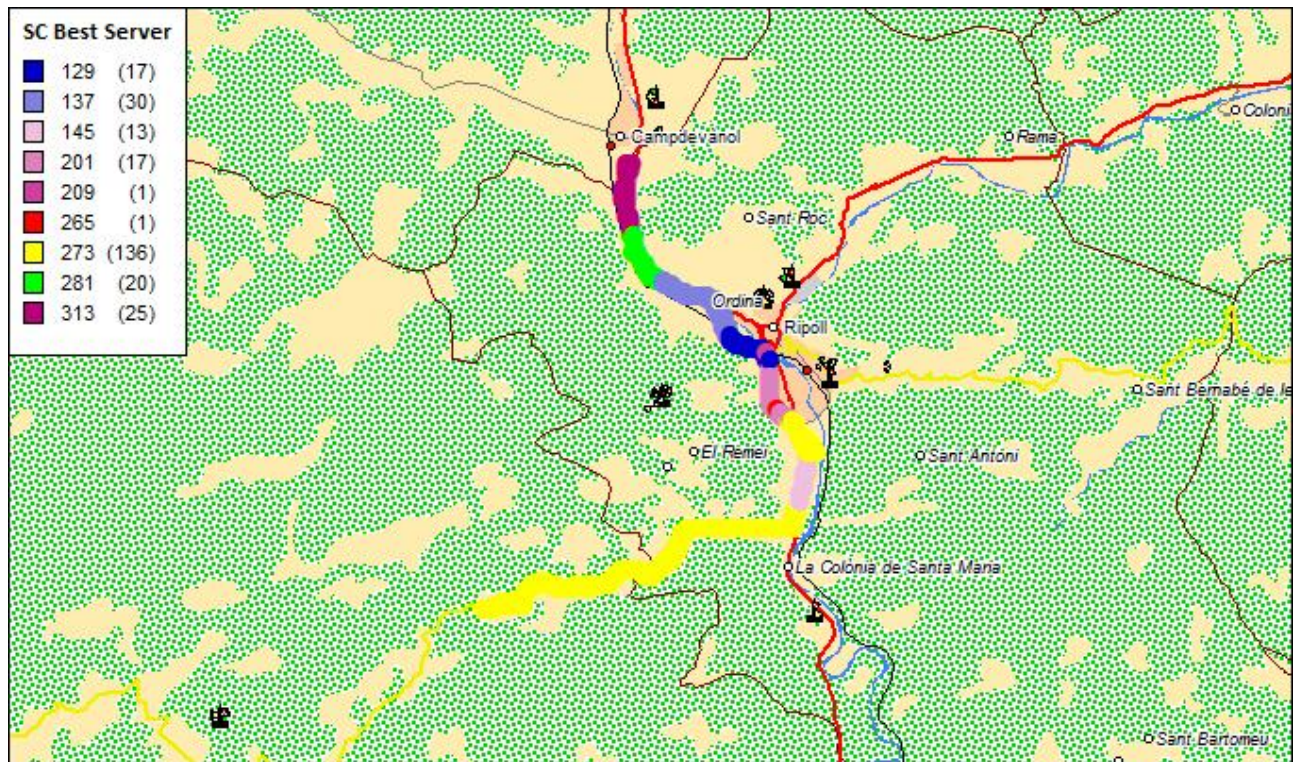 SC Best Server
129 (17)
137 (30)
145 (13)
201 (17)
209 (1)
265 (1)
273 (136)
281 (20)
313 (25)
Campdevànol
Rama
Coloni
Sant Roc
Ordina
Ripoll
Sant Bernabé de le
El Remei
Sant Antoni
La Colònia de Santa Maria
Sant Bartomeu